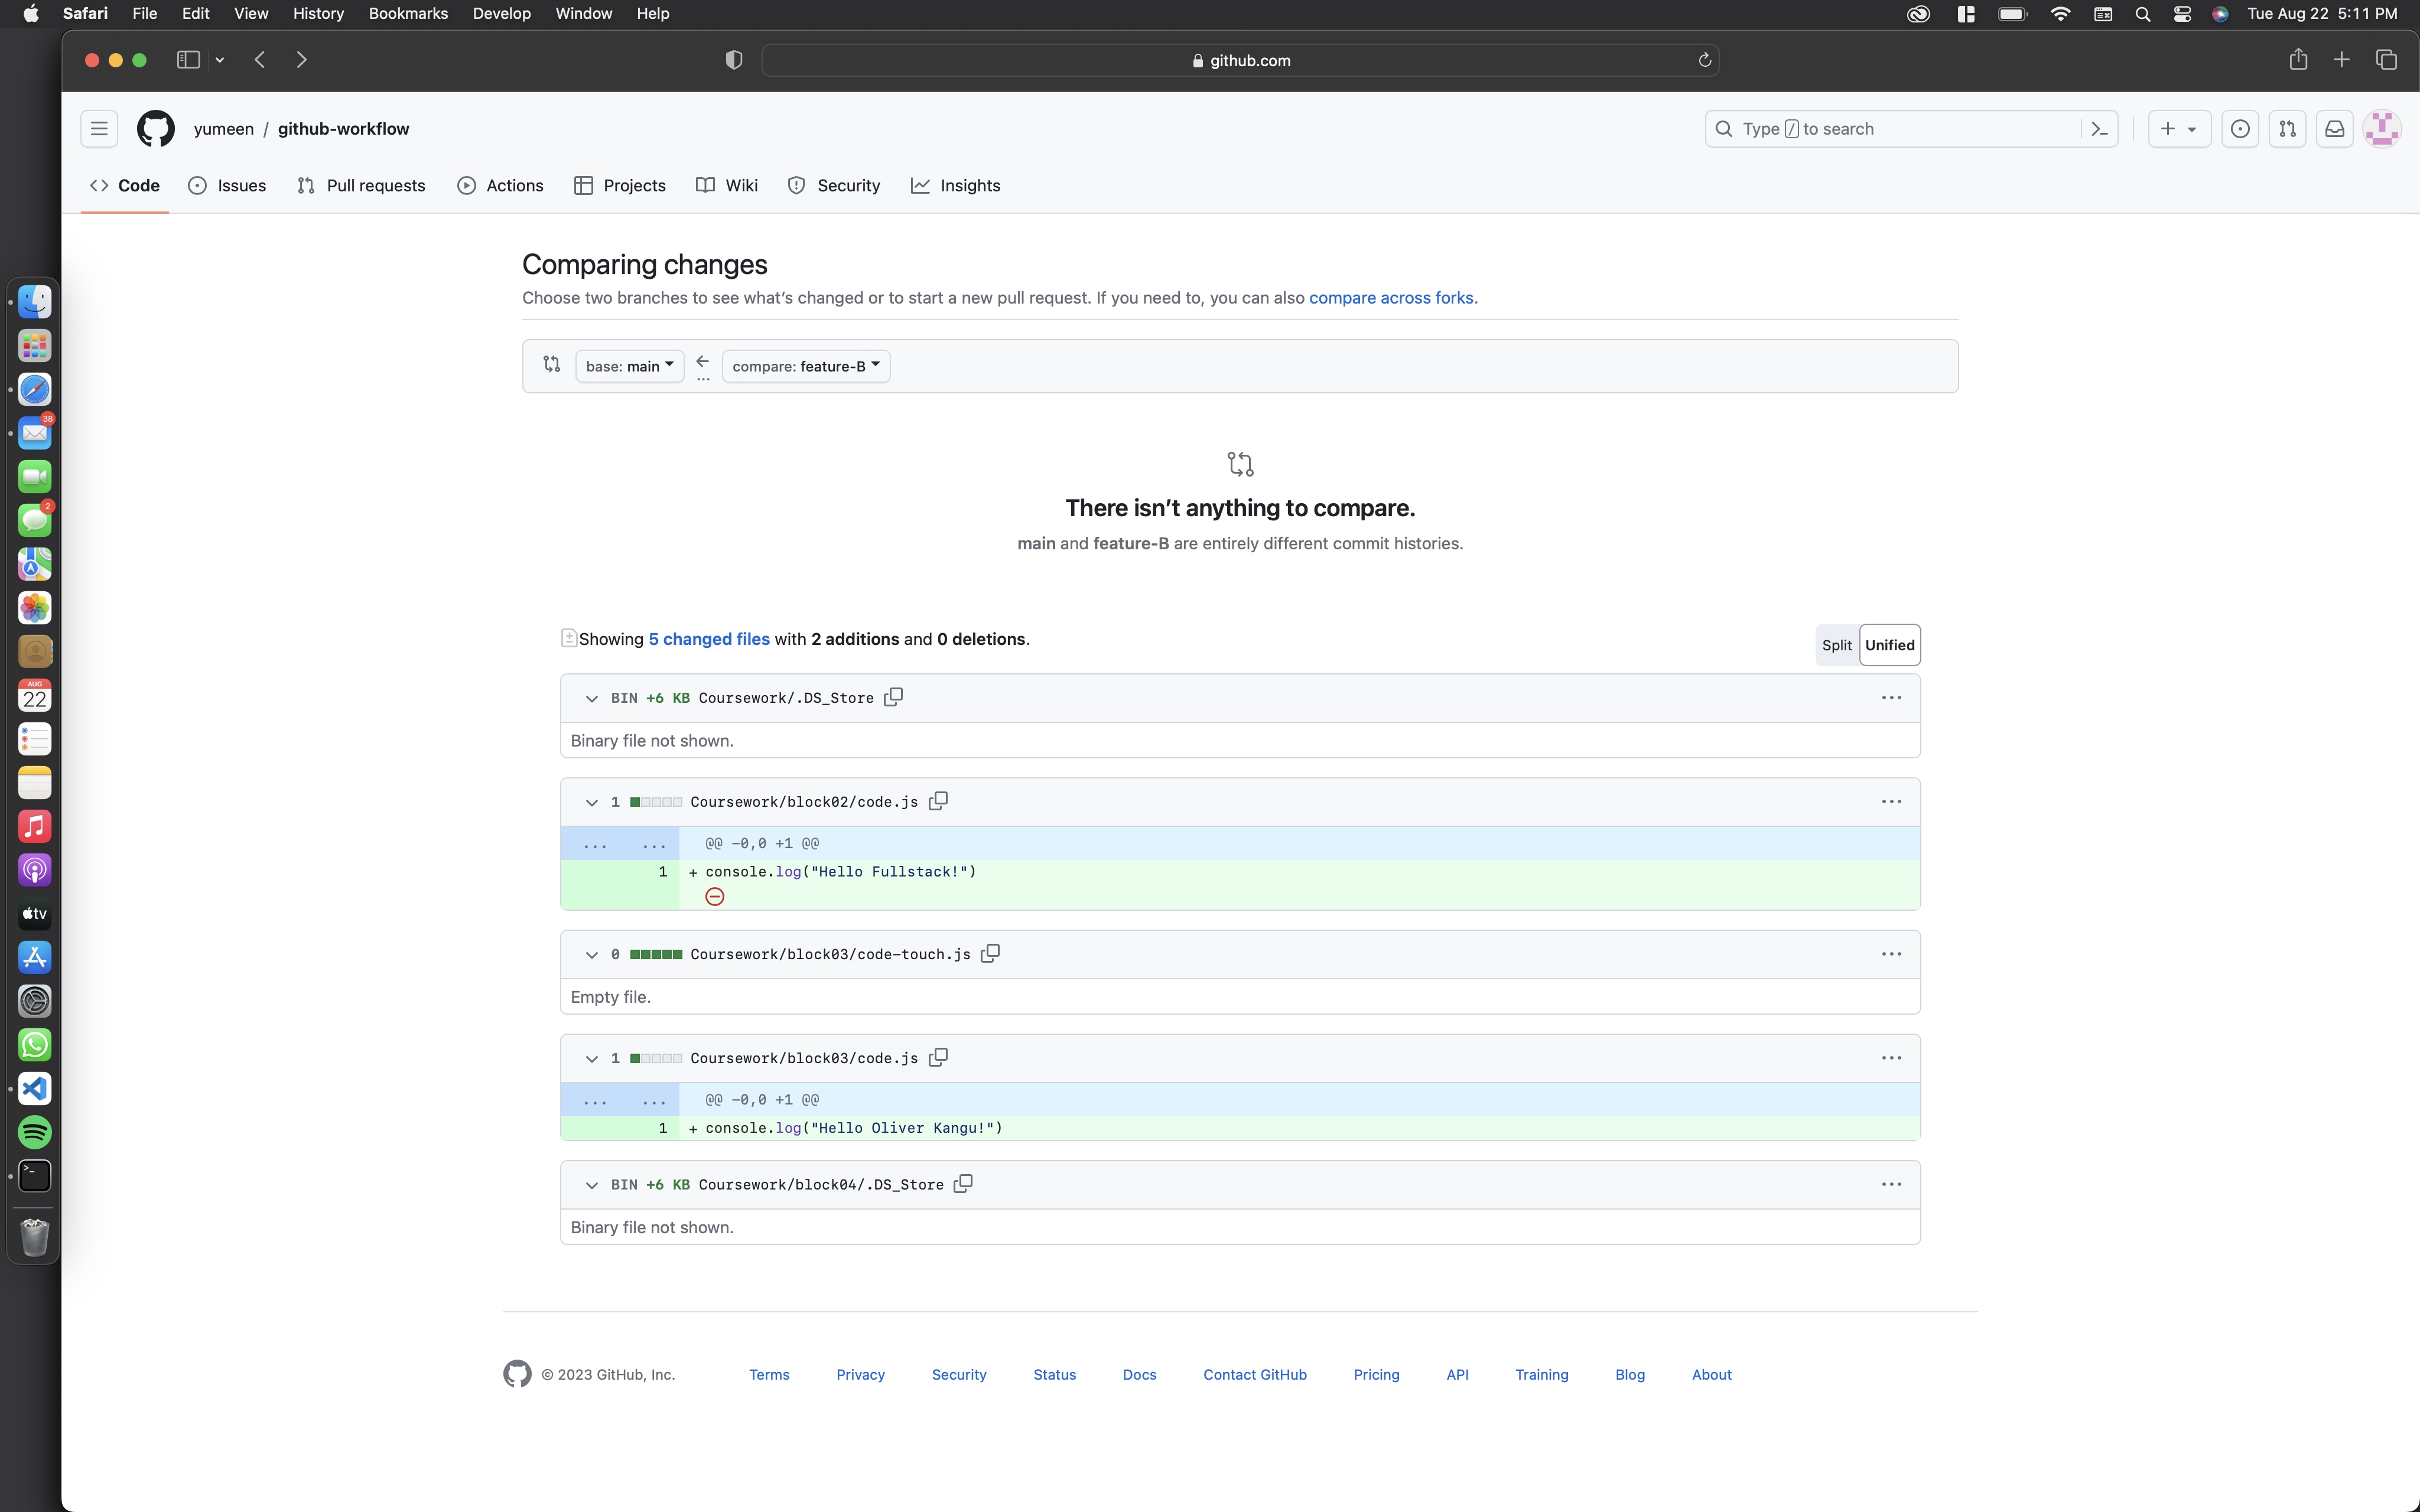 Safari File Edit View History Bookmarks Develop Window Help Tue Aug 22 5:11 PM
github.com
yumeen / github-workflow
Type / to search
Code Issues Pull requests Actions Projects Wiki Security Insights
Comparing changes
Choose two branches to see what's changed or to start a new pull request. If you need to, you can also compare across forks.
base: main compare: feature-B
There isn't anything to compare.
main and feature-B are entirely different commit histories.
Showing 5 changed files with 2 additions and 0 deletions.
Split Unified
BIN +6 KB Coursework/.DS_Store
Binary file not shown.
1 Coursework/block02/code.js
... ... @@ -0,0 +1 @@
1 + console.log("Hello Fullstack!")
0 Coursework/block03/code-touch.js
Empty file.
1 Coursework/block03/code.js
... ... @@ -0,0 +1 @@
1 + console.log("Hello Oliver Kangu!")
BIN +6 KB Coursework/block04/.DS_Store
Binary file not shown.
© 2023 GitHub, Inc. Terms Privacy Security Status Docs Contact GitHub Pricing API Training Blog About
38
2
AUG
22
tv